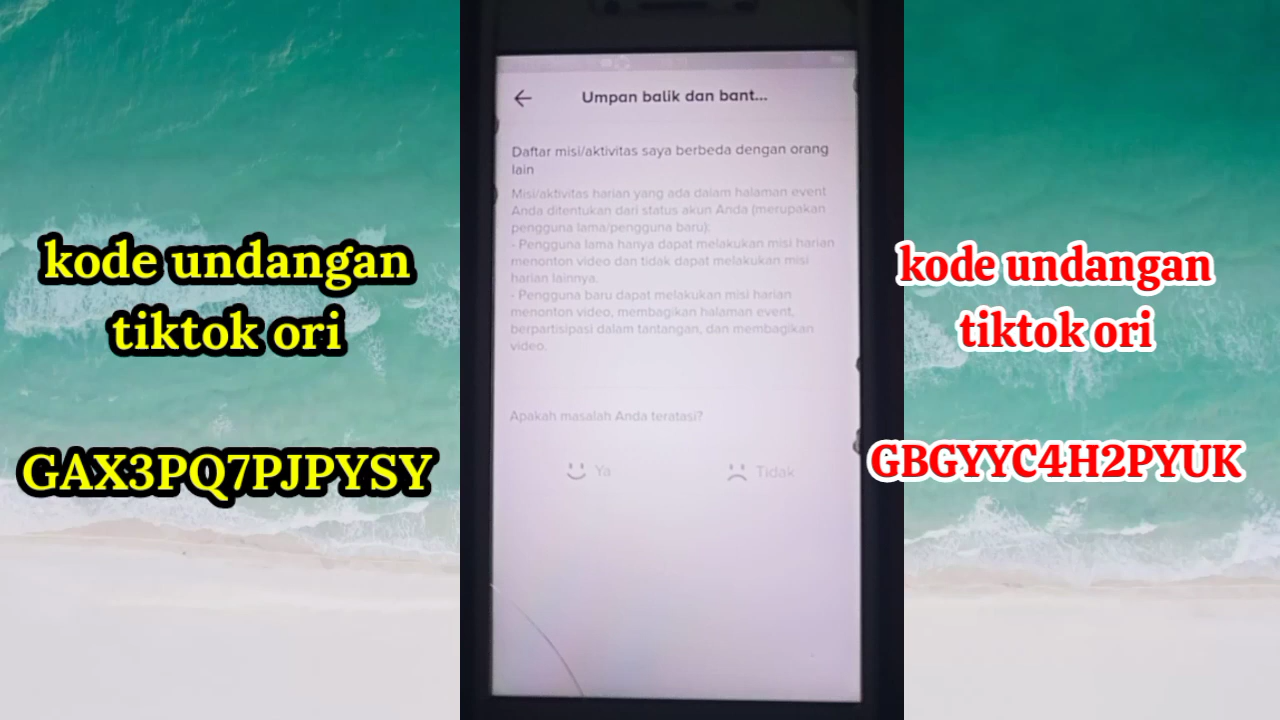 kode undangan
tiktok ori
GAX3PQ7PJPYSY
Umpan balik dan bant...
Daftar misi/aktivitas saya berbeda dengan orang
lain
Misi/aktivitas harian yang ada dalam halaman event
Anda ditentukan dari status akun Anda (merupakan
pengguna lama/pengguna baru):
- Pengguna lama hanya dapat melakukan misi harian
menonton video dan tidak dapat melakukan misi
harian lainnya.
- Pengguna baru dapat melakukan misi harian
menonton video, membagikan halaman event,
berpartisipasi dalam tantangan, dan membagikan
video.
Apakah masalah Anda teratasi?
Ya
Tidak
kode undangan
tiktok ori
GBGYYC4H2PYUK